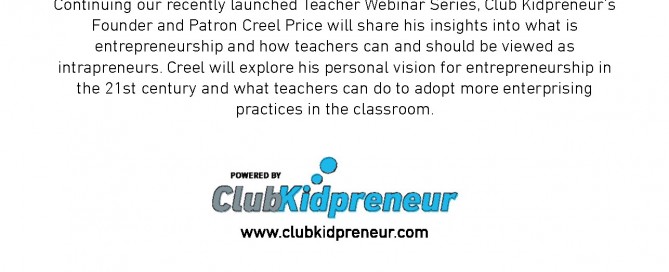 Continuing our recently launched Teacher Webinar Series, Club Kidpreneur's
Founder and Patron Creel Price will share his insights into what is
entrepreneurship and how teachers can and should be viewed as
intrapreneurs. Creel will explore his personal vision for entrepreneurship in
the 21st century and what teachers can do to adopt more enterprising
practices in the classroom.
POWERED BY
ClubKidpreneur
www.clubkidpreneur.com